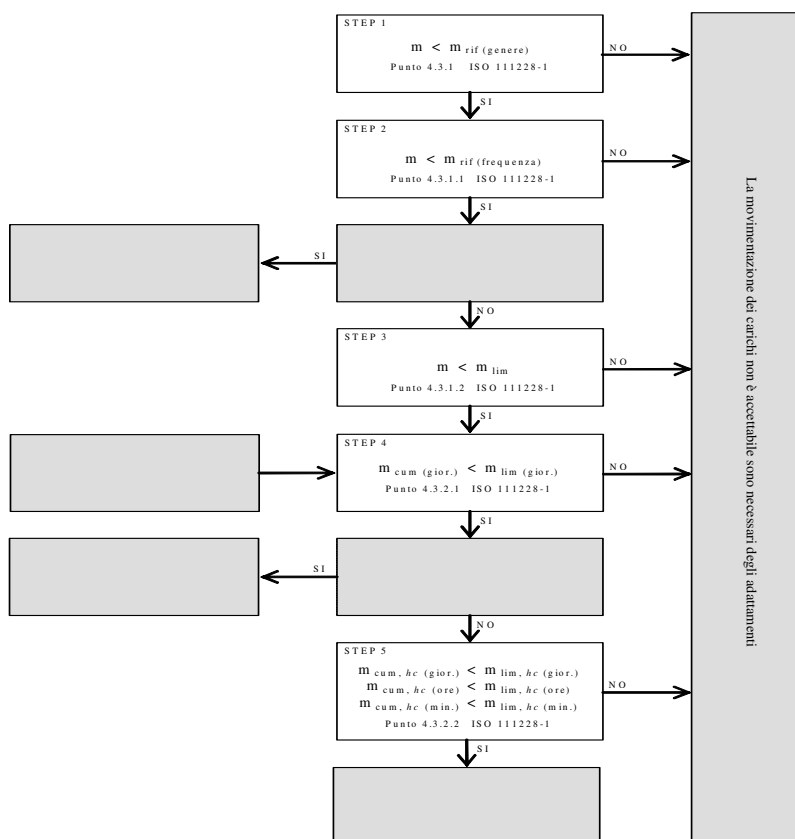 STEP 1
m < m rif (genere)
Punto 4.3.1 ISO 111228-1
NO
SI
STEP 2
m < m rif (frequenza)
Punto 4.3.1.1 ISO 111228-1
NO
SI
SI
NO
STEP 3
m < m lim
Punto 4.3.1.2 ISO 111228-1
NO
SI
STEP 4
m cum (gior.) < m lim (gior.)
Punto 4.3.2.1 ISO 111228-1
NO
SI
SI
NO
STEP 5
m cum, hc (gior.) < m lim, hc (gior.)
m cum, hc (ore) < m lim, hc (ore)
m cum, hc (min.) < m lim, hc (min.)
Punto 4.3.2.2 ISO 111228-1
NO
SI
La movimentazione dei carichi non è accettabile sono necessari degli adattamenti